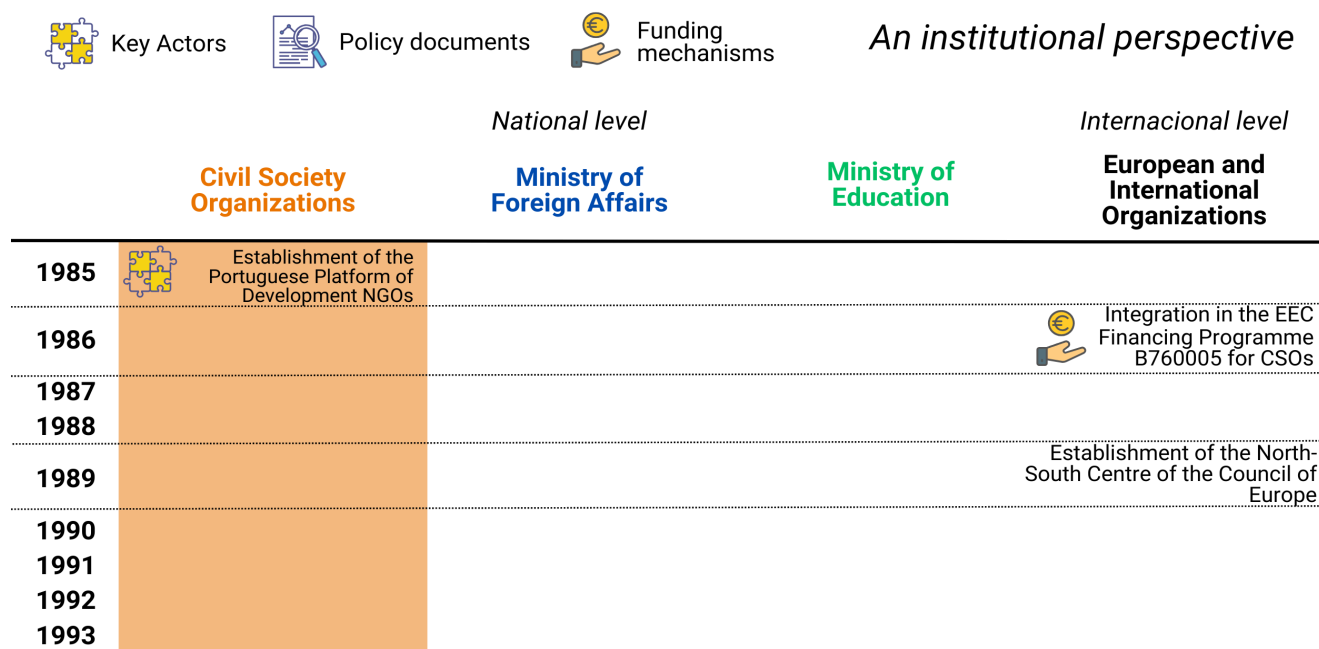 Key Actors
Policy documents
Funding
mechanisms
An institutional perspective
National level
Internacional level
Civil Society
Organizations
Ministry of
Foreign Affairs
Ministry of
Education
European and
International
Organizations
1985
Establishment of the
Portuguese Platform of
Development NGOs
1986
Integration in the EEC
Financing Programme
B760005 for CSOs
1987
1988
1989
Establishment of the North-
South Centre of the Council of
Europe
1990
1991
1992
1993